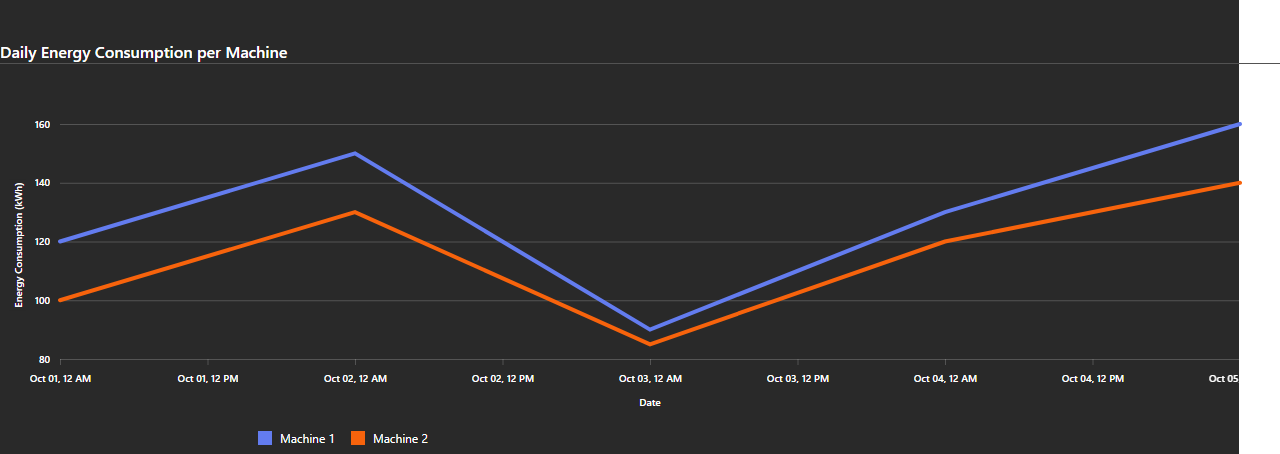 Daily Energy Consumption per Machine
160
140
120
100
80
Energy Consumption (kWh)
Oct 01, 12 AM
Oct 01, 12 PM
Oct 02, 12 AM
Oct 02, 12 PM
Oct 03, 12 AM
Oct 03, 12 PM
Oct 04, 12 AM
Oct 04, 12 PM
Oct 05
Date
Machine 1
Machine 2